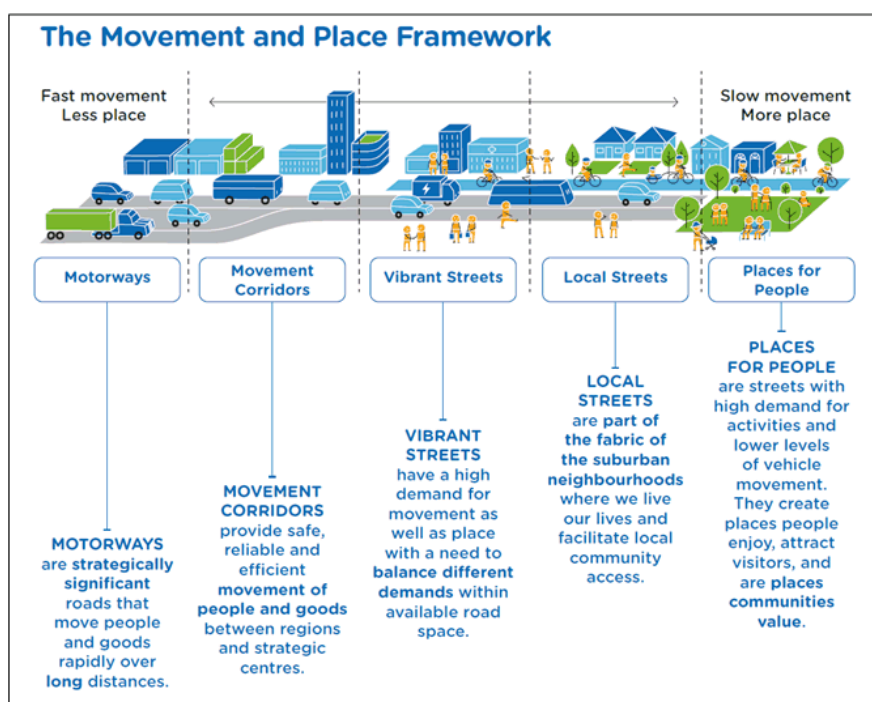 The Movement and Place Framework
Fast movement
Less place
Slow movement
More place
Motorways
Movement
Corridors
Vibrant Streets
Local Streets
Places for
People
MOTORWAYS
are strategically
significant
roads that
move people
and goods
rapidly over
long distances.
MOVEMENT
CORRIDORS
provide safe,
reliable and
efficient
movement of
people and goods
between regions
and strategic
centres.
VIBRANT
STREETS
have a high
demand for
movement as
well as place
with a need to
balance different
demands within
available road
space.
LOCAL
STREETS
are part of
the fabric of
the suburban
neighbourhoods
where we live
our lives and
facilitate local
community
access.
PLACES
FOR PEOPLE
are streets with
high demand for
activities and
lower levels
of vehicle
movement.
They create
places people
enjoy, attract
visitors, and
are places
communities
value.